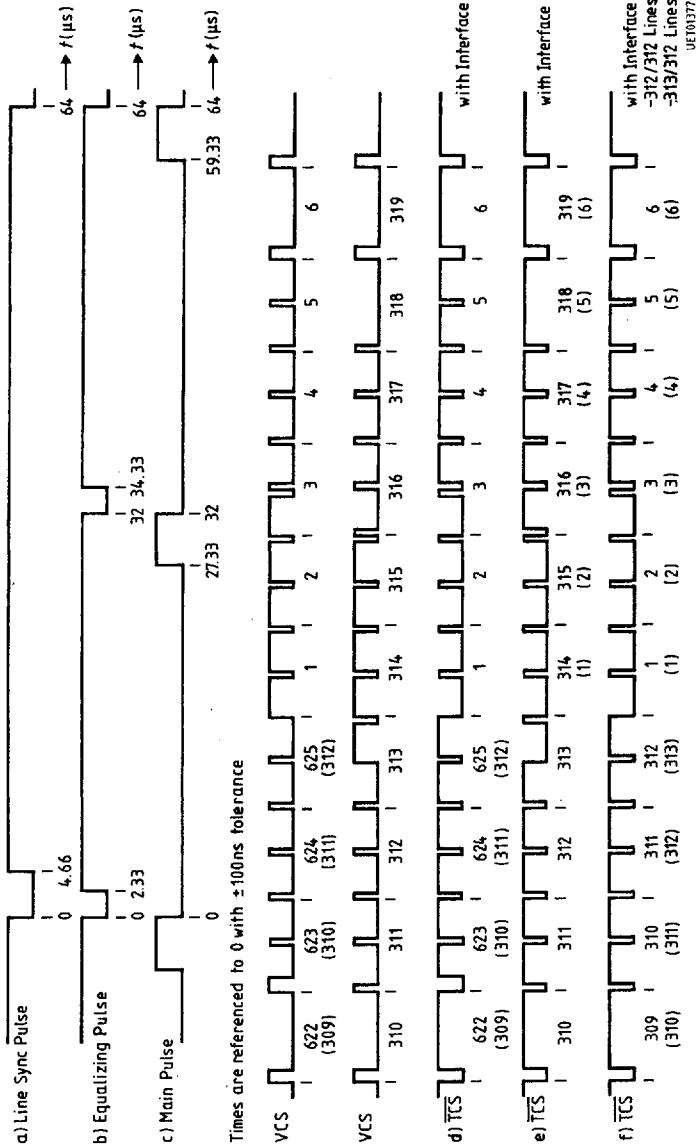 a) Line Sync Pulse
0 4.66 64 → t (µs)
b) Equalizing Pulse
0 2.33 32 34.33 64 → t (µs)
c) Main Pulse
0 27.33 32 59.33 64 → t (µs)
Times are referenced to 0 with ±100ns tolerance
VCS
622 623 624 625 1 2 3 4 5 6
(309) (310) (311) (312)
VCS
310 311 312 313 314 315 316 317 318 319
d) TCS
622 623 624 625 1 2 3 4 5 6 with Interface
(309) (310) (311) (312)
e) TCS
310 311 312 313 314 315 316 317 318 319 with Interface
(1) (2) (3) (4) (5) (6)
f) TCS with Interface
309 310 311 312 1 2 3 4 5 6 -312/312 Lines
(310) (311) (312) (313) (1) (2) (3) (4) (5) (6) -313/312 Lines
UET01377